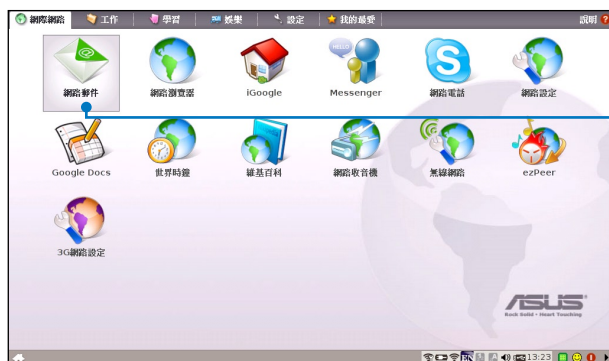 網際網路 工作 學習 娛樂 設定 我的最愛 說明
HELLO
網路郵件 網路瀏覽器 iGoogle Messenger 網路電話 網路設定
Google Docs 世界時鐘 維基百科 網路收音機 無線網路 ezPeer
3G網路設定
ASUS
Rock Solid · Heart Touching
EN 13:23